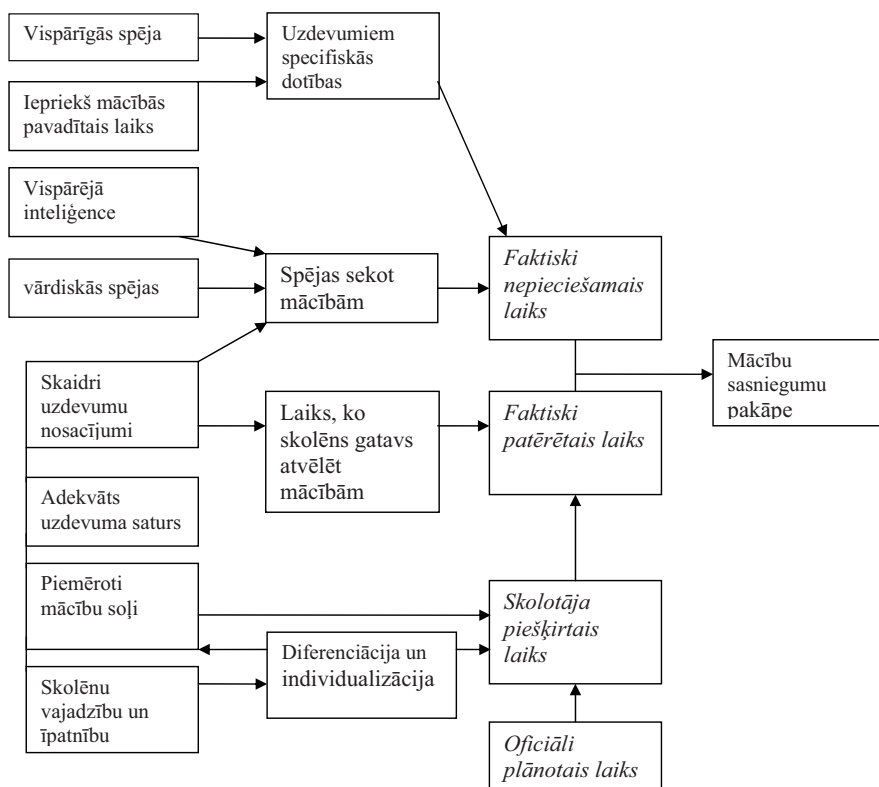 Vispārīgās spēja
Uzdevumiem
specifiskās
dotības
Iepriekš mācībās
pavadītais laiks
Vispārējā
inteliģence
vārdiskās spējas
Spējas sekot
mācībām
Faktiski
nepieciešamais
laiks
Mācību
sasniegumu
pakāpe
Skaidri
uzdevumu
nosacījumi
Laiks, ko
skolēns gatavs
atvēlēt
mācībām
Faktiski
patērētais laiks
Adekvāts
uzdevuma saturs
Piemēroti
mācību soļi
Skolotāja
piešķirtais
laiks
Diferenciācija un
individualizācija
Skolēnu
vajadzību un
īpatnību
Oficiāli
plānotais laiks